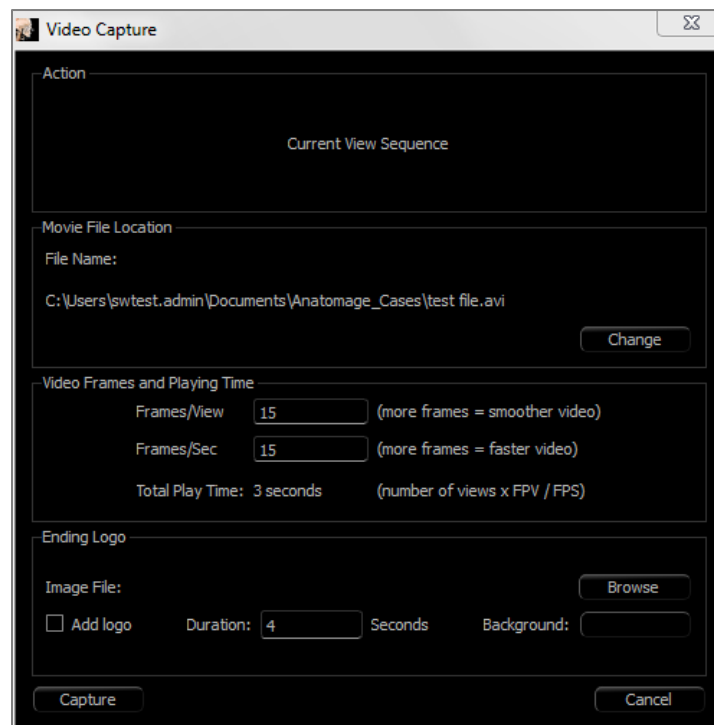 Video Capture
Action
Current View Sequence
Movie File Location
File Name:
C:\Users\swtest.admin\Documents\Anatomage_Cases\test file.avi
Change
Video Frames and Playing Time
Frames/View 15 (more frames = smoother video)
Frames/Sec 15 (more frames = faster video)
Total Play Time: 3 seconds (number of views x FPV / FPS)
Ending Logo
Image File: Browse
Add logo Duration: 4 Seconds Background:
Capture Cancel